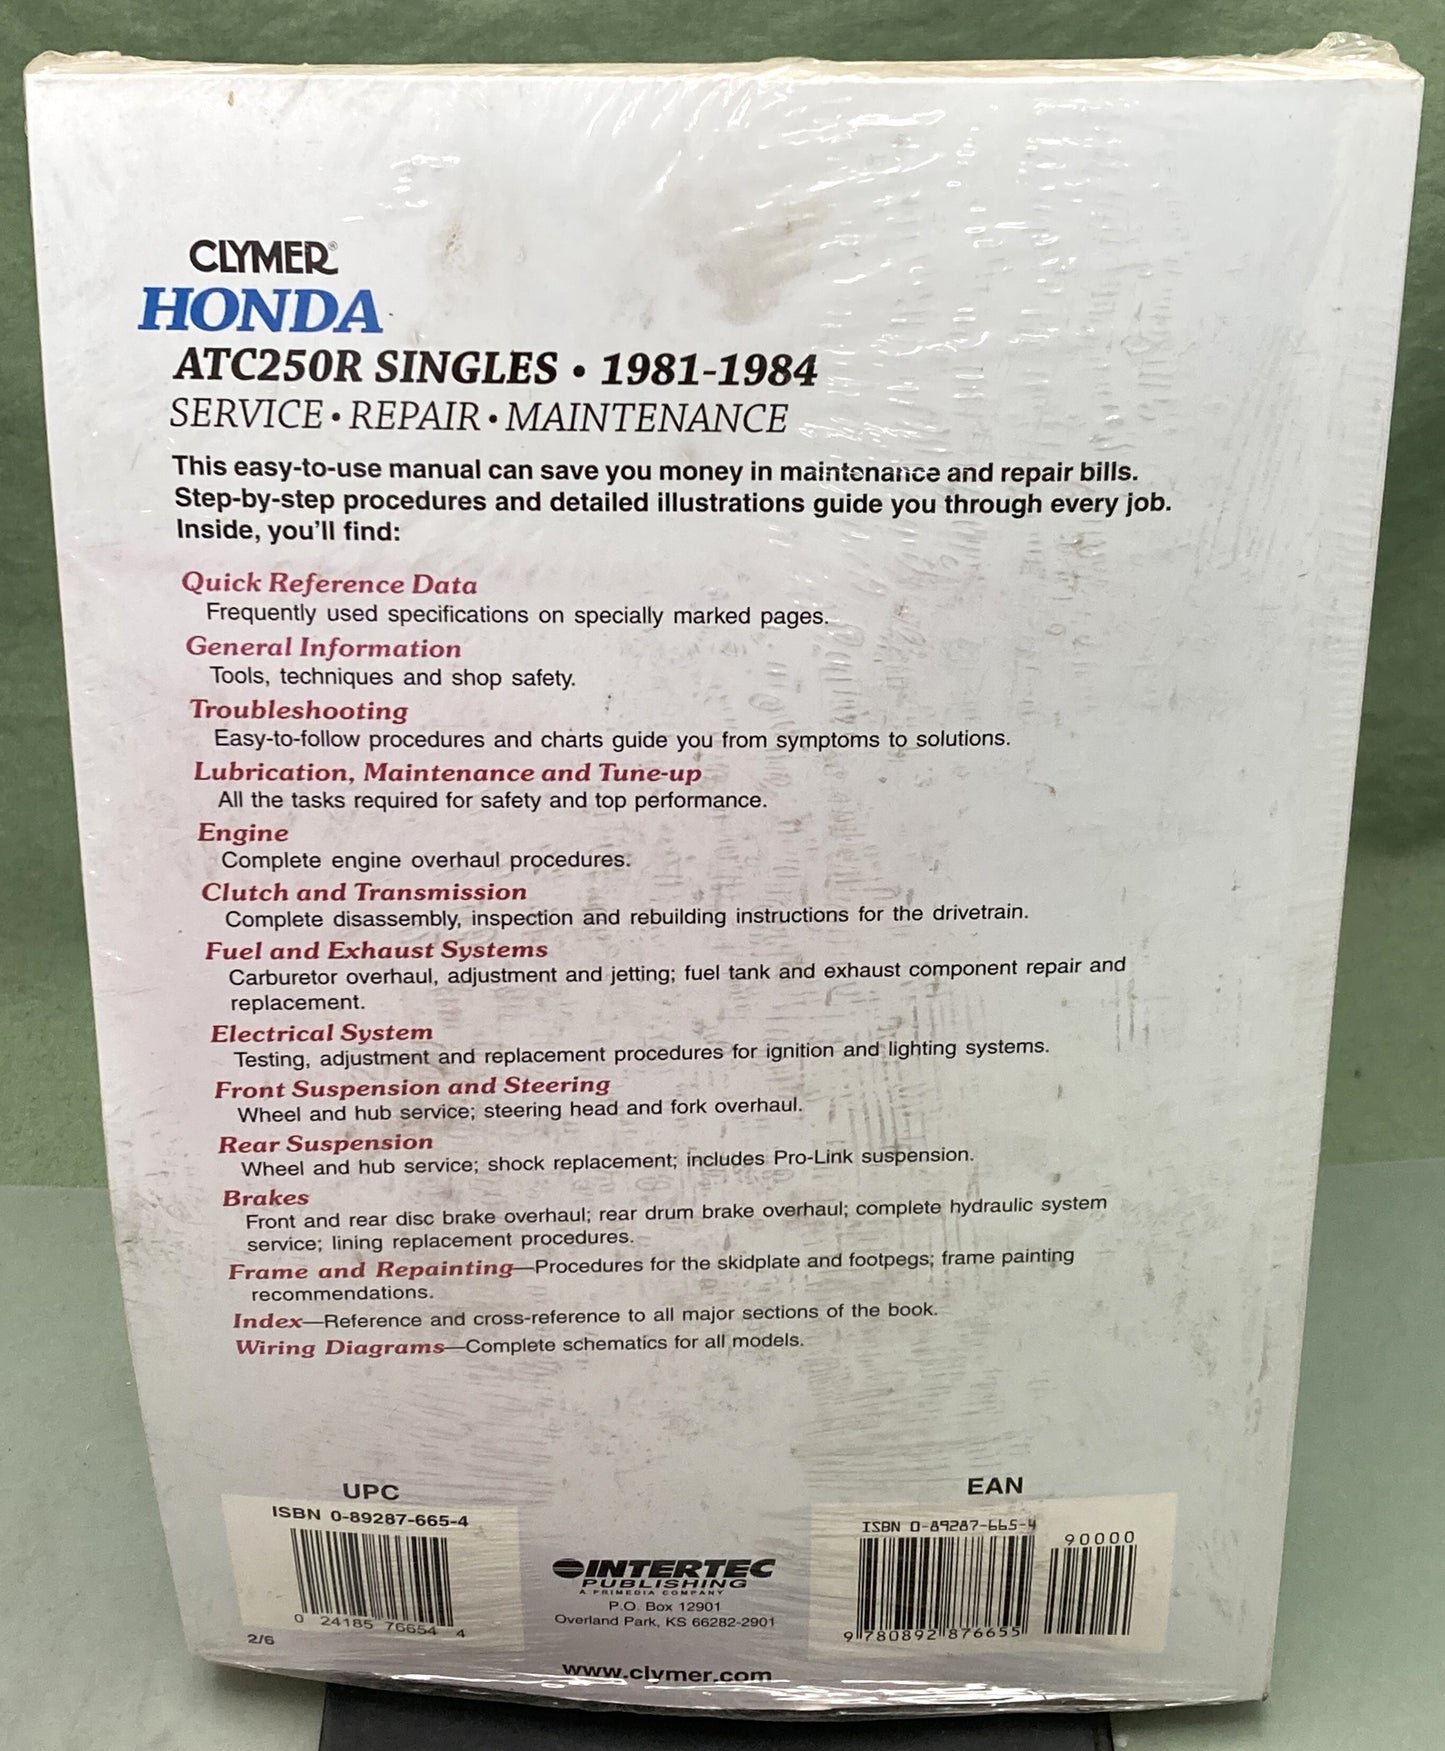 CLYMER®
HONDA
ATC250R SINGLES • 1981-1984
SERVICE • REPAIR • MAINTENANCE
This easy-to-use manual can save you money in maintenance and repair bills.
Step-by-step procedures and detailed illustrations guide you through every job.
Inside, you'll find:
Quick Reference Data
Frequently used specifications on specially marked pages.
General Information
Tools, techniques and shop safety.
Troubleshooting
Easy-to-follow procedures and charts guide you from symptoms to solutions.
Lubrication, Maintenance and Tune-up
All the tasks required for safety and top performance.
Engine
Complete engine overhaul procedures.
Clutch and Transmission
Complete disassembly, inspection and rebuilding instructions for the drivetrain.
Fuel and Exhaust Systems
Carburetor overhaul, adjustment and jetting; fuel tank and exhaust component repair and
replacement.
Electrical System
Testing, adjustment and replacement procedures for ignition and lighting systems.
Front Suspension and Steering
Wheel and hub service; steering head and fork overhaul.
Rear Suspension
Wheel and hub service; shock replacement; includes Pro-Link suspension.
Brakes
Front and rear disc brake overhaul; rear drum brake overhaul; complete hydraulic system
service; lining replacement procedures.
Frame and Repainting—Procedures for the skidplate and footpegs; frame painting
recommendations.
Index—Reference and cross-reference to all major sections of the book.
Wiring Diagrams—Complete schematics for all models.
UPC
ISBN 0-89287-665-4
0 24185 76654 4
2/6
INTERTEC
PUBLISHING
A PRIMEDIA COMPANY
P.O. Box 12901
Overland Park, KS 66282-2901
www.clymer.com
EAN
ISBN 0-89287-665-4
90000
9 780892 876655